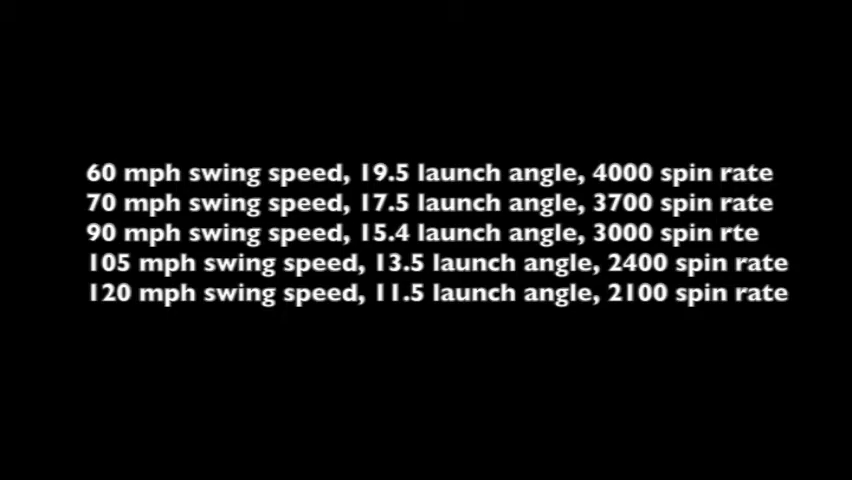 60 mph swing speed, 19.5 launch angle, 4000 spin rate
70 mph swing speed, 17.5 launch angle, 3700 spin rate
90 mph swing speed, 15.4 launch angle, 3000 spin rte
105 mph swing speed, 13.5 launch angle, 2400 spin rate
120 mph swing speed, 11.5 launch angle, 2100 spin rate